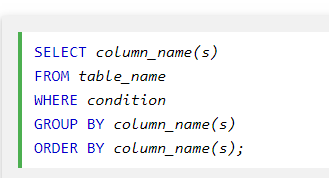 SELECT column_name(s)
FROM table_name
WHERE condition
GROUP BY column_name(s)
ORDER BY column_name(s);